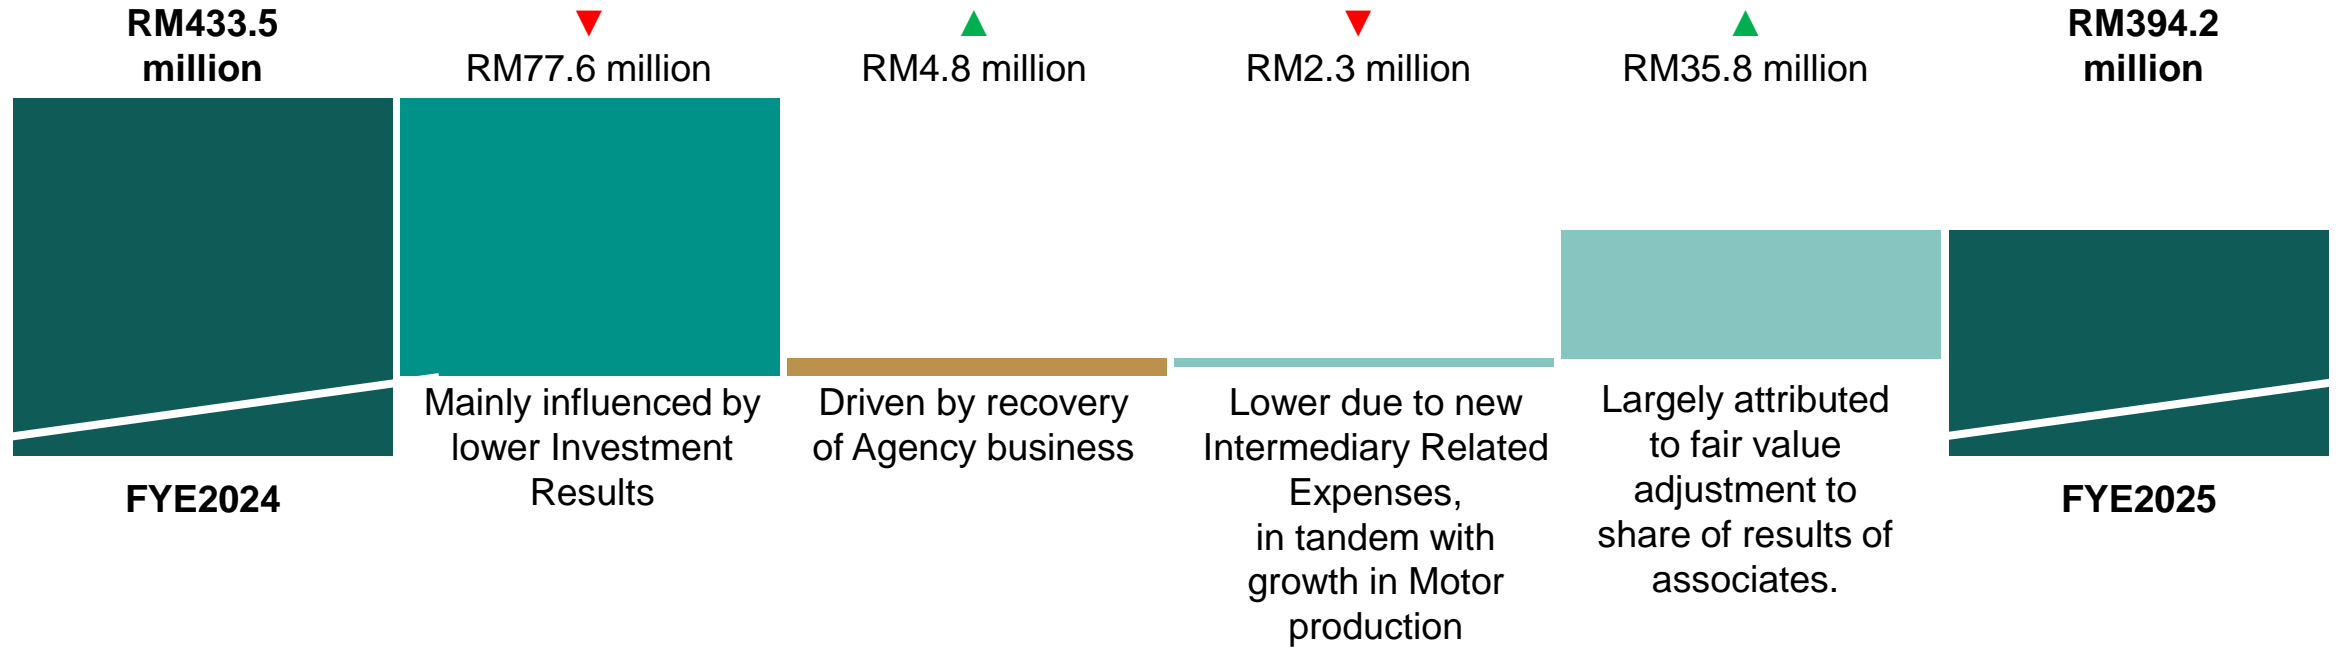 RM433.5
million
▼
RM77.6 million
▲
RM4.8 million
▼
RM2.3 million
▲
RM35.8 million
RM394.2
million
FYE2024
Mainly influenced by
lower Investment
Results
Driven by recovery
of Agency business
Lower due to new
Intermediary Related
Expenses,
in tandem with
growth in Motor
production
Largely attributed
to fair value
adjustment to
share of results of
associates.
FYE2025